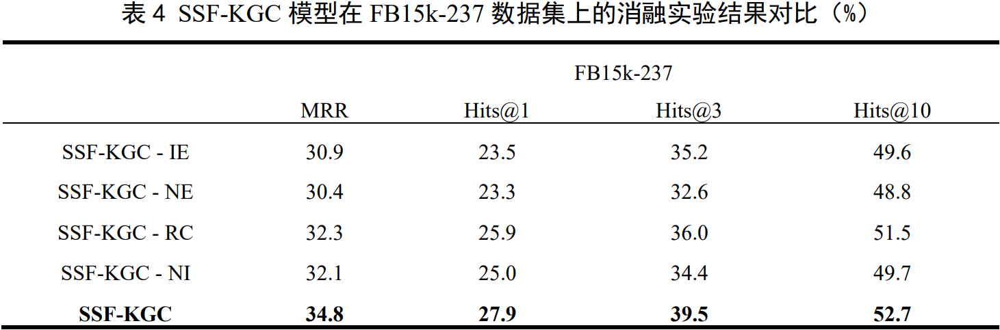 表 4 SSF-KGC 模型在 FB15k-237 数据集上的消融实验结果对比（%）
FB15k-237
MRR Hits@1 Hits@3 Hits@10
SSF-KGC - IE 30.9 23.5 35.2 49.6
SSF-KGC - NE 30.4 23.3 32.6 48.8
SSF-KGC - RC 32.3 25.9 36.0 51.5
SSF-KGC - NI 32.1 25.0 34.4 49.7
SSF-KGC 34.8 27.9 39.5 52.7